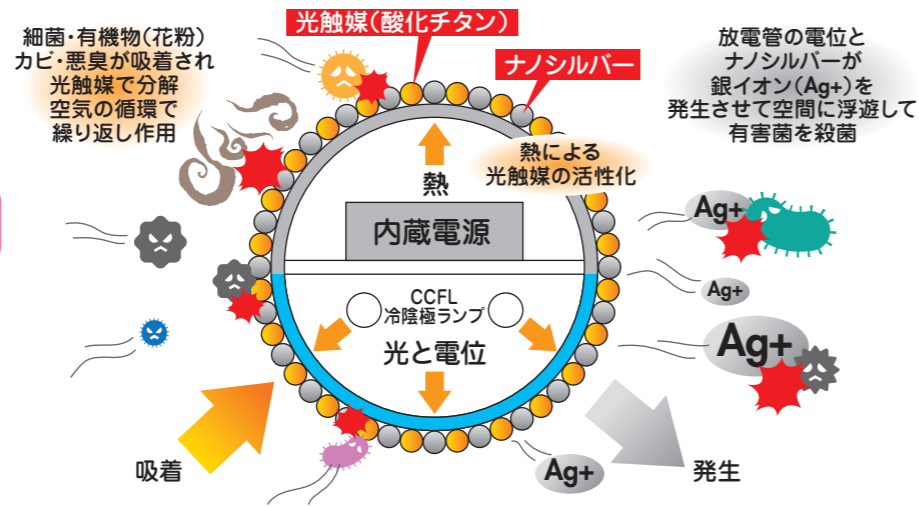 細菌・有機物(花粉)
カビ・悪臭が吸着され
光触媒で分解
空気の循環で
繰り返し作用
光触媒(酸化チタン)
ナノシルバー
放電管の電位と
ナノシルバーが
銀イオン(Ag+)を
発生させて空間に浮遊して
有害菌を殺菌
熱による
光触媒の活性化
熱
内蔵電源
CCFL
冷陰極ランプ
光と電位
Ag+
Ag+
Ag+
Ag+
吸着
発生